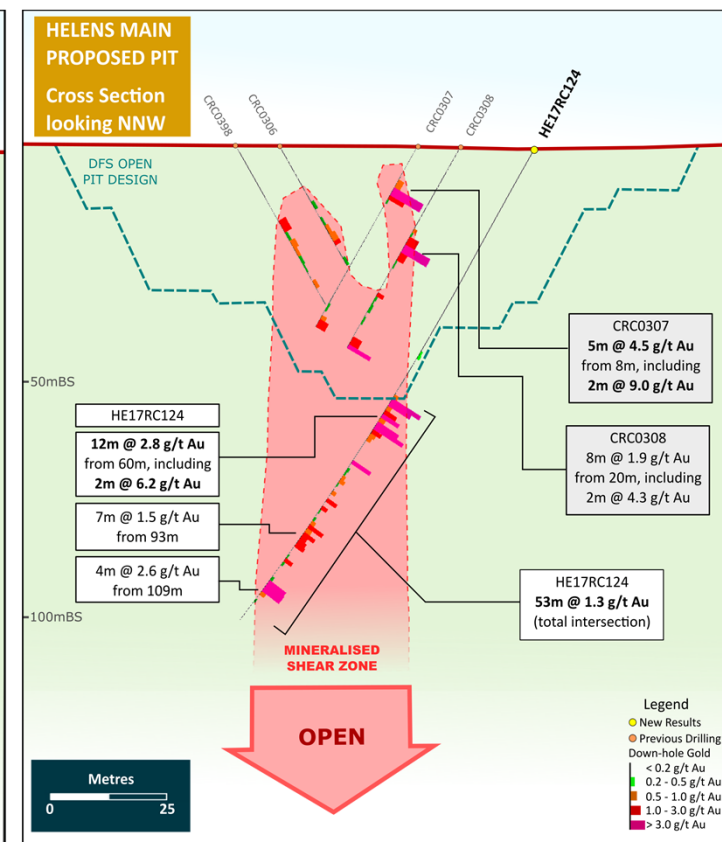 HELENS MAIN
PROPOSED PIT
Cross Section
looking NNW
CRC0398
CRC0306
CRC0307
CRC0308
HE17RC124
DFS OPEN
PIT DESIGN
50mBS
100mBS
CRC0307
5m @ 4.5 g/t Au
from 8m, including
2m @ 9.0 g/t Au
CRC0308
8m @ 1.9 g/t Au
from 20m, including
2m @ 4.3 g/t Au
HE17RC124
12m @ 2.8 g/t Au
from 60m, including
2m @ 6.2 g/t Au
7m @ 1.5 g/t Au
from 93m
4m @ 2.6 g/t Au
from 109m
HE17RC124
53m @ 1.3 g/t Au
(total intersection)
MINERALISED
SHEAR ZONE
OPEN
Metres
0 25
Legend
New Results
Previous Drilling
Down-hole Gold
< 0.2 g/t Au
0.2 - 0.5 g/t Au
0.5 - 1.0 g/t Au
1.0 - 3.0 g/t Au
> 3.0 g/t Au